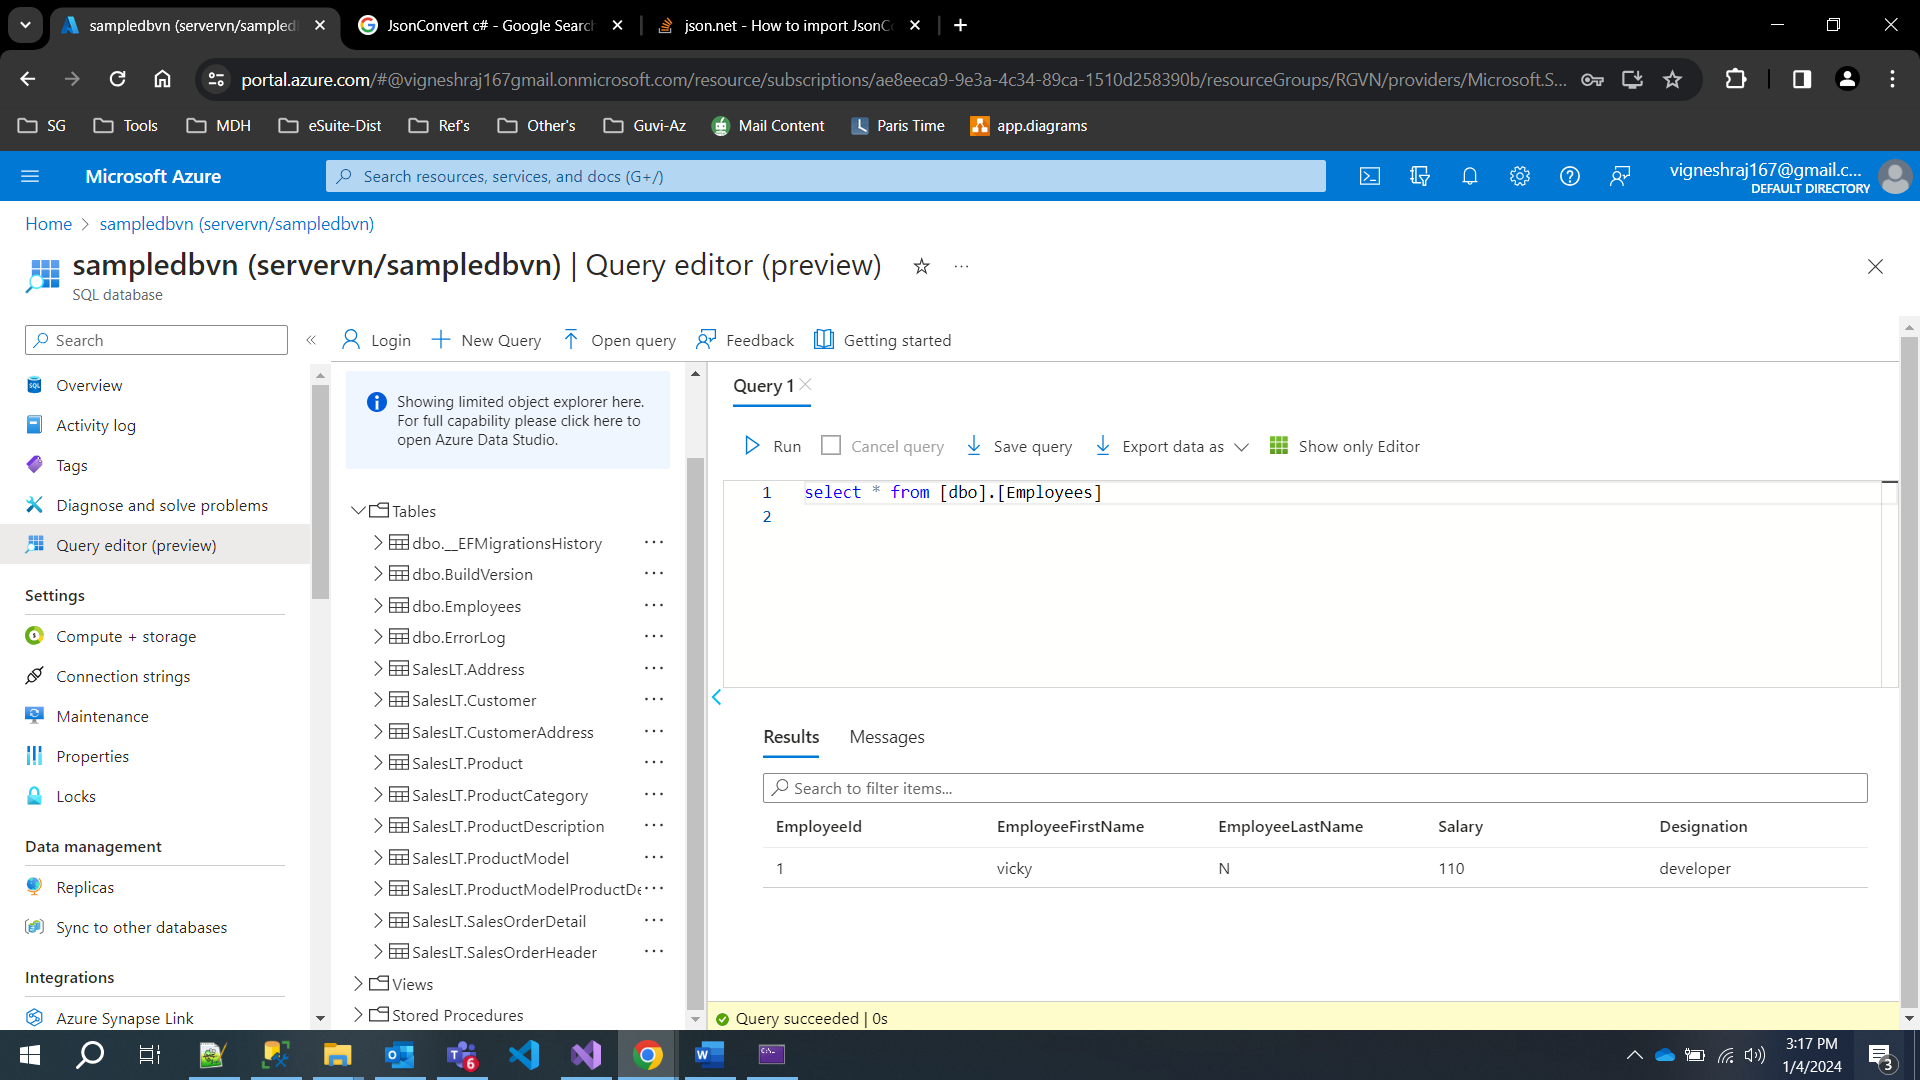 sampledbvn (servervn/sampled
JsonConvert c# - Google Search
json.net - How to import JsonCo
portal.azure.com/#@vigneshraj167gmail.onmicrosoft.com/resource/subscriptions/ae8eeca9-9e3a-4c34-89ca-1510d258390b/resourceGroups/RGVN/providers/Microsoft.S...
SG
Tools
MDH
eSuite-Dist
Ref's
Other's
Guvi-Az
Mail Content
Paris Time
app.diagrams
Microsoft Azure
Search resources, services, and docs (G+/)
vigneshraj167@gmail.c...
DEFAULT DIRECTORY
Home
sampledbvn (servervn/sampledbvn)
sampledbvn (servervn/sampledbvn) | Query editor (preview)
SQL database
Search
Login
New Query
Open query
Feedback
Getting started
Overview
Activity log
Tags
Diagnose and solve problems
Query editor (preview)
Settings
Compute + storage
Connection strings
Maintenance
Properties
Locks
Data management
Replicas
Sync to other databases
Integrations
Azure Synapse Link
Showing limited object explorer here.
For full capability please click here to
open Azure Data Studio.
Tables
dbo.__EFMigrationsHistory
dbo.BuildVersion
dbo.Employees
dbo.ErrorLog
SalesLT.Address
SalesLT.Customer
SalesLT.CustomerAddress
SalesLT.Product
SalesLT.ProductCategory
SalesLT.ProductDescription
SalesLT.ProductModel
SalesLT.ProductModelProductDe
SalesLT.SalesOrderDetail
SalesLT.SalesOrderHeader
Views
Stored Procedures
Query 1
Run
Cancel query
Save query
Export data as
Show only Editor
1 select * from [dbo].[Employees]
2
Results
Messages
Search to filter items...
EmployeeId EmployeeFirstName EmployeeLastName Salary Designation
1 vicky N 110 developer
Query succeeded | 0s
6
3:17 PM
1/4/2024
3